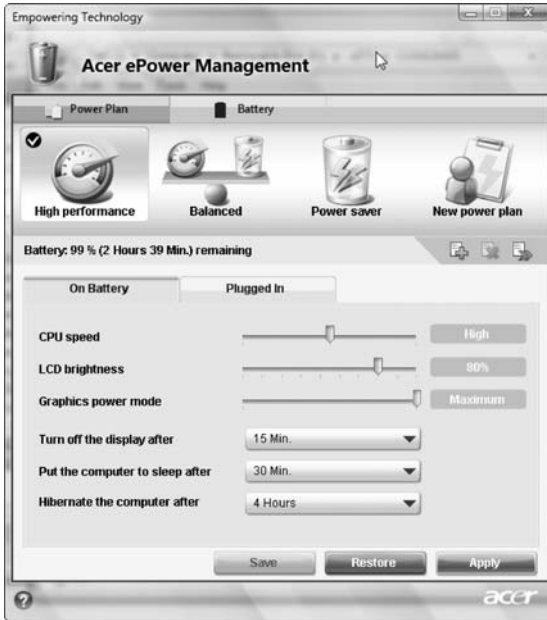 Empowering Technology
Acer ePower Management
Power Plan
Battery
High performance
Balanced
Power saver
New power plan
Battery: 99 % (2 Hours 39 Min.) remaining
On Battery
Plugged In
CPU speed
High
LCD brightness
80%
Graphics power mode
Maximum
Turn off the display after
15 Min.
Put the computer to sleep after
30 Min.
Hibernate the computer after
4 Hours
Save
Restore
Apply
acer